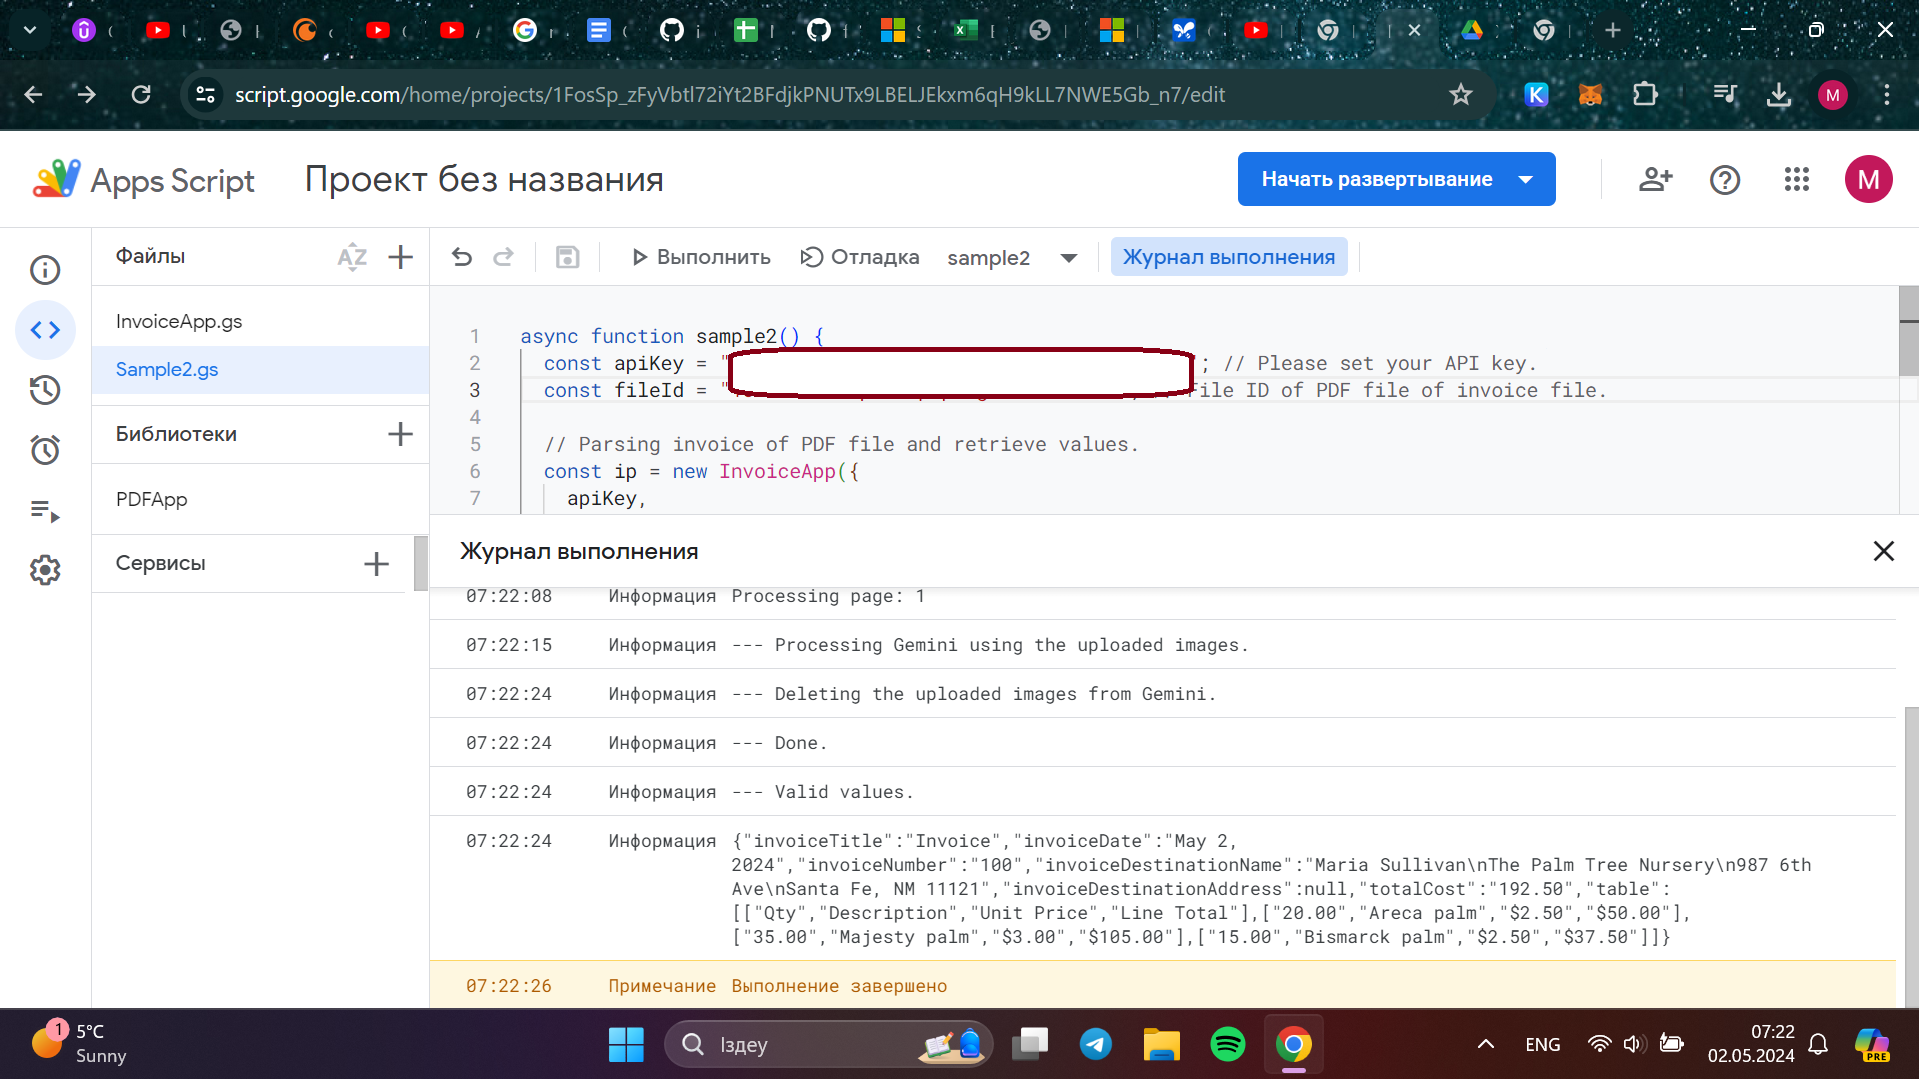 script.google.com/home/projects/1FosSp_zFyVbtl72iYt2BFdjkPNUTx9LBELJEkxm6qH9kLL7NWE5Gb_n7/edit
K
M
Apps Script
Проект без названия
Начать развертывание
M
Файлы
AZ
Выполнить
Отладка
sample2
Журнал выполнения
InvoiceApp.gs
Sample2.gs
Библиотеки
PDFApp
Сервисы
1 async function sample2() {
2 const apiKey = " "; // Please set your API key.
3 const fileId = " File ID of PDF file of invoice file.
4
5 // Parsing invoice of PDF file and retrieve values.
6 const ip = new InvoiceApp({
7 apiKey,
Журнал выполнения
07:22:08 Информация Processing page: 1
07:22:15 Информация --- Processing Gemini using the uploaded images.
07:22:24 Информация --- Deleting the uploaded images from Gemini.
07:22:24 Информация --- Done.
07:22:24 Информация --- Valid values.
07:22:24 Информация {"invoiceTitle":"Invoice","invoiceDate":"May 2,
2024","invoiceNumber":"100","invoiceDestinationName":"Maria Sullivan\nThe Palm Tree Nursery\n987 6th
Ave\nSanta Fe, NM 11121","invoiceDestinationAddress":null,"totalCost":"192.50","table":
[["Qty","Description","Unit Price","Line Total"],["20.00","Areca palm","$2.50","$50.00"],
["35.00","Majesty palm","$3.00","$105.00"],["15.00","Bismarck palm","$2.50","$37.50"]]}
07:22:26 Примечание Выполнение завершено
1
5°C
Sunny
Іздеу
ENG
07:22
02.05.2024
PRE